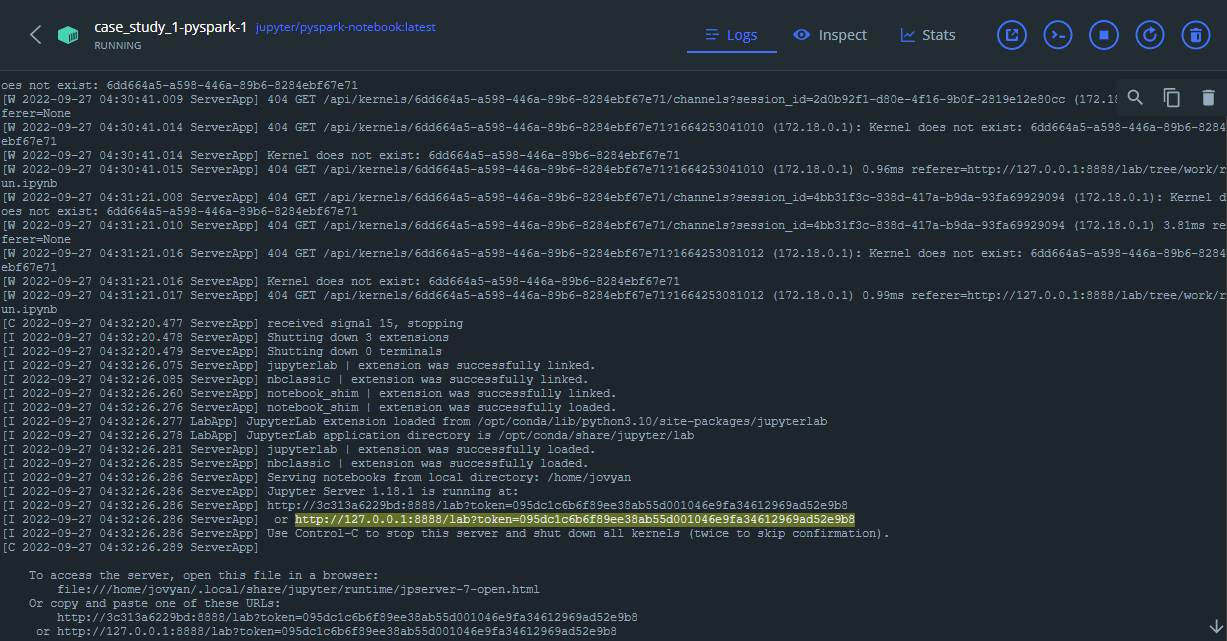 case_study_1-pyspark-1 jupyter/pyspark-notebook:latest
RUNNING
Logs
Inspect
Stats
oes not exist: 6dd664a5-a598-446a-89b6-8284ebf67e71
[W 2022-09-27 04:30:41.009 ServerApp] 404 GET /api/kernels/6dd664a5-a598-446a-89b6-8284ebf67e71/channels?session_id=2d0b92f1-d80e-4f16-9b0f-2819e12e80cc (172.18
ferer=None
[W 2022-09-27 04:30:41.014 ServerApp] 404 GET /api/kernels/6dd664a5-a598-446a-89b6-8284ebf67e71?1664253041010 (172.18.0.1): Kernel does not exist: 6dd664a5-a598-446a-89b6-8284
ebf67e71
[W 2022-09-27 04:30:41.014 ServerApp] Kernel does not exist: 6dd664a5-a598-446a-89b6-8284ebf67e71
[W 2022-09-27 04:30:41.015 ServerApp] 404 GET /api/kernels/6dd664a5-a598-446a-89b6-8284ebf67e71?1664253041010 (172.18.0.1) 0.96ms referer=http://127.0.0.1:8888/lab/tree/work/r
un.ipynb
[W 2022-09-27 04:31:21.008 ServerApp] 404 GET /api/kernels/6dd664a5-a598-446a-89b6-8284ebf67e71/channels?session_id=4bb31f3c-838d-417a-b9da-93fa69929094 (172.18.0.1): Kernel d
oes not exist: 6dd664a5-a598-446a-89b6-8284ebf67e71
[W 2022-09-27 04:31:21.010 ServerApp] 404 GET /api/kernels/6dd664a5-a598-446a-89b6-8284ebf67e71/channels?session_id=4bb31f3c-838d-417a-b9da-93fa69929094 (172.18.0.1) 3.81ms re
ferer=None
[W 2022-09-27 04:31:21.016 ServerApp] 404 GET /api/kernels/6dd664a5-a598-446a-89b6-8284ebf67e71?1664253081012 (172.18.0.1): Kernel does not exist: 6dd664a5-a598-446a-89b6-8284
ebf67e71
[W 2022-09-27 04:31:21.016 ServerApp] Kernel does not exist: 6dd664a5-a598-446a-89b6-8284ebf67e71
[W 2022-09-27 04:31:21.017 ServerApp] 404 GET /api/kernels/6dd664a5-a598-446a-89b6-8284ebf67e71?1664253081012 (172.18.0.1) 0.99ms referer=http://127.0.0.1:8888/lab/tree/work/r
un.ipynb
[C 2022-09-27 04:32:20.477 ServerApp] received signal 15, stopping
[I 2022-09-27 04:32:20.478 ServerApp] Shutting down 3 extensions
[I 2022-09-27 04:32:20.479 ServerApp] Shutting down 0 terminals
[I 2022-09-27 04:32:26.075 ServerApp] jupyterlab | extension was successfully linked.
[I 2022-09-27 04:32:26.085 ServerApp] nbclassic | extension was successfully linked.
[I 2022-09-27 04:32:26.260 ServerApp] notebook_shim | extension was successfully linked.
[I 2022-09-27 04:32:26.276 ServerApp] notebook_shim | extension was successfully loaded.
[I 2022-09-27 04:32:26.277 LabApp] JupyterLab extension loaded from /opt/conda/lib/python3.10/site-packages/jupyterlab
[I 2022-09-27 04:32:26.278 LabApp] JupyterLab application directory is /opt/conda/share/jupyter/lab
[I 2022-09-27 04:32:26.281 ServerApp] jupyterlab | extension was successfully loaded.
[I 2022-09-27 04:32:26.285 ServerApp] nbclassic | extension was successfully loaded.
[I 2022-09-27 04:32:26.286 ServerApp] Serving notebooks from local directory: /home/jovyan
[I 2022-09-27 04:32:26.286 ServerApp] Jupyter Server 1.18.1 is running at:
[I 2022-09-27 04:32:26.286 ServerApp] http://3c313a6229bd:8888/lab?token=095dc1c6b6f89ee38ab55d001046e9fa34612969ad52e9b8
[I 2022-09-27 04:32:26.286 ServerApp]  or http://127.0.0.1:8888/lab?token=095dc1c6b6f89ee38ab55d001046e9fa34612969ad52e9b8
[I 2022-09-27 04:32:26.286 ServerApp] Use Control-C to stop this server and shut down all kernels (twice to skip confirmation).
[C 2022-09-27 04:32:26.289 ServerApp]
To access the server, open this file in a browser:
file:///home/jovyan/.local/share/jupyter/runtime/jpserver-7-open.html
Or copy and paste one of these URLs:
http://3c313a6229bd:8888/lab?token=095dc1c6b6f89ee38ab55d001046e9fa34612969ad52e9b8
or http://127.0.0.1:8888/lab?token=095dc1c6b6f89ee38ab55d001046e9fa34612969ad52e9b8